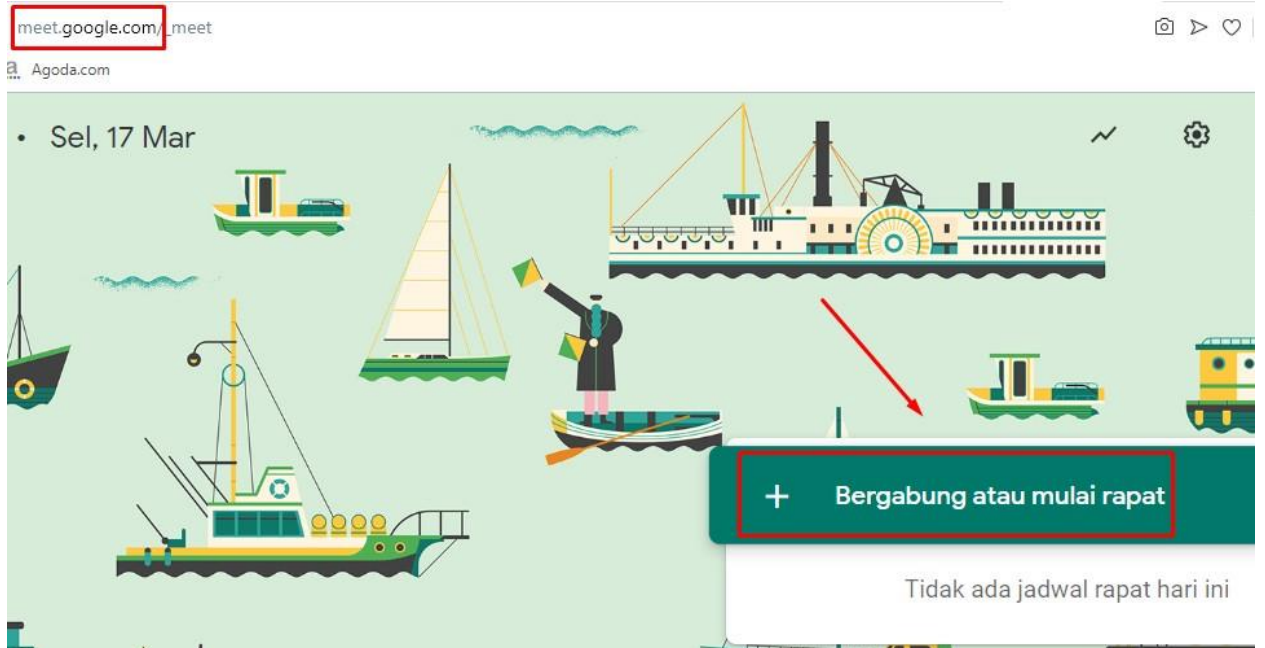 meet.google.com/_meet
a Agoda.com
• Sel, 17 Mar
+ Bergabung atau mulai rapat
Tidak ada jadwal rapat hari ini